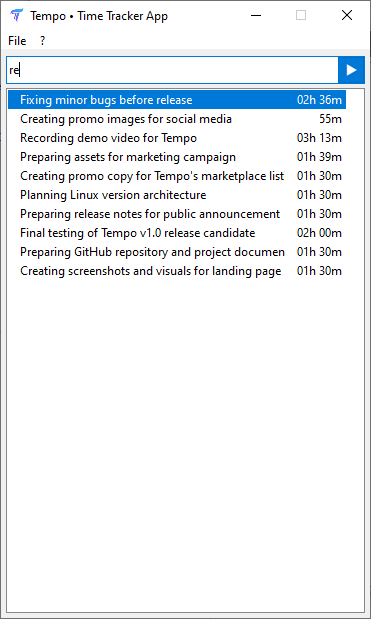 Tempo • Time Tracker App
File ?
re
Fixing minor bugs before release 02h 36m
Creating promo images for social media 55m
Recording demo video for Tempo 03h 13m
Preparing assets for marketing campaign 01h 39m
Creating promo copy for Tempo's marketplace list 01h 30m
Planning Linux version architecture 01h 30m
Preparing release notes for public announcement 01h 30m
Final testing of Tempo v1.0 release candidate 02h 00m
Preparing GitHub repository and project documen 01h 30m
Creating screenshots and visuals for landing page 01h 30m